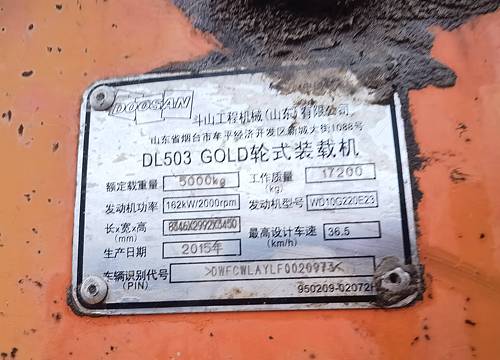 DOOSAN 斗山工程机械(山东)有限公司
山东省烟台市牟平经济开发区新城大街1088号
DL503 GOLD轮式装载机
额定载重量 5000kg 工作质量 (kg) 17200
发动机功率 162kW/2000rpm 发动机型号 WD10G220E23
长×宽×高 (mm) 8346X2992X3450 最高设计车速 (km/h) 36.5
生产日期 2015年
车辆识别代号 (PIN) >DWFCWLAYLF0020973<
950209-02072H